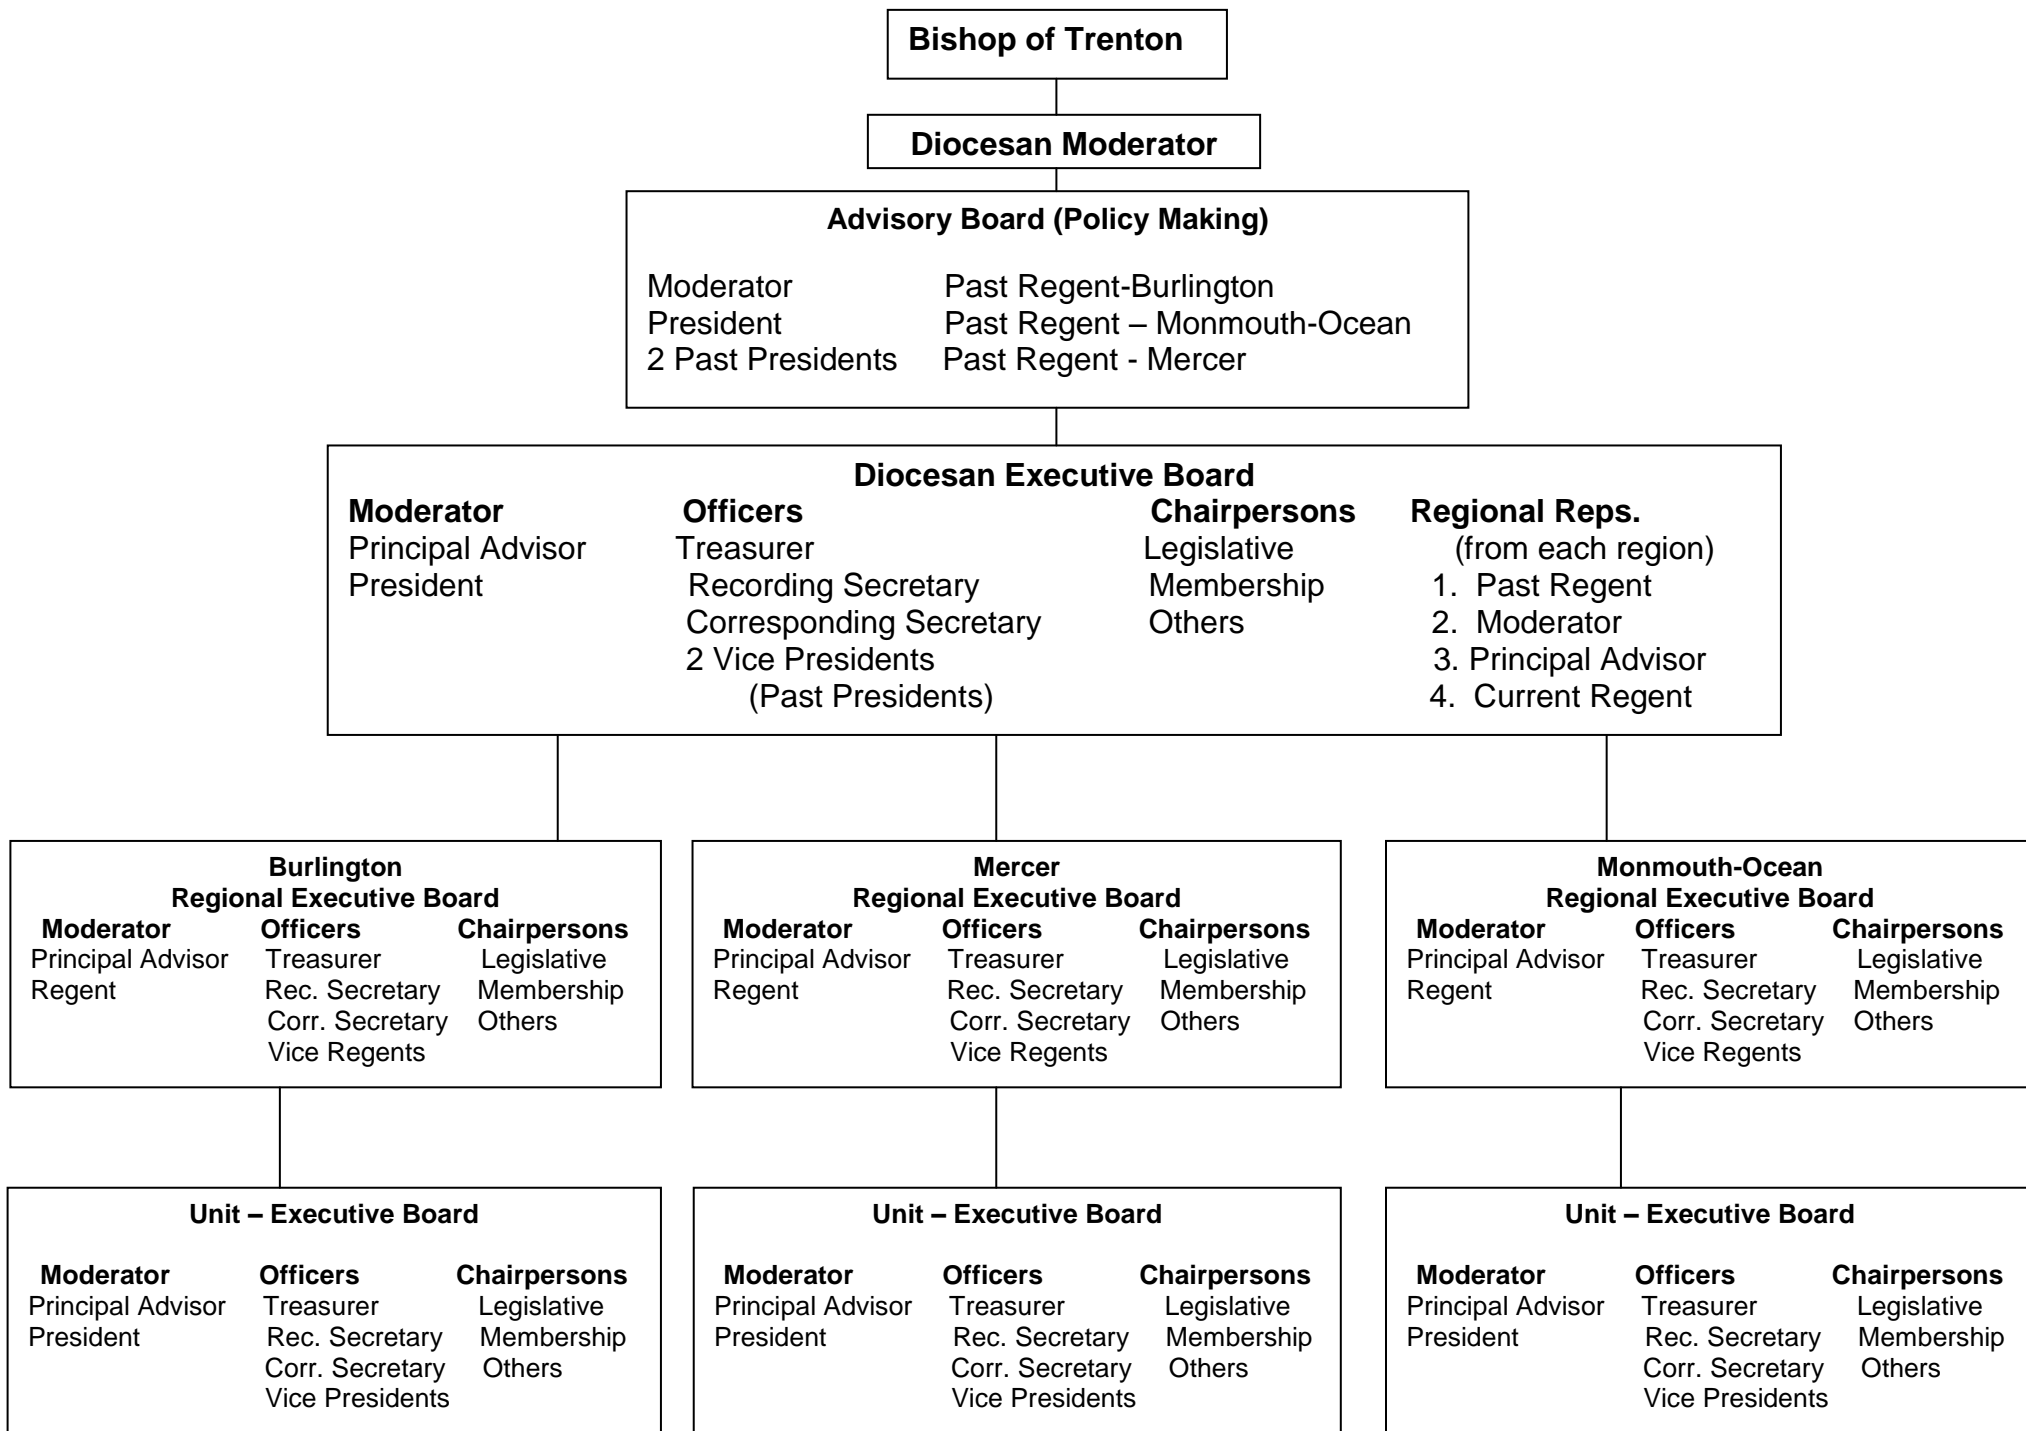 Bishop of Trenton
Diocesan Moderator
Advisory Board (Policy Making)
Moderator Past Regent-Burlington
President Past Regent – Monmouth-Ocean
2 Past Presidents Past Regent - Mercer
Diocesan Executive Board
Moderator Officers Chairpersons Regional Reps.
Principal Advisor Treasurer Legislative (from each region)
President Recording Secretary Membership 1. Past Regent
Corresponding Secretary Others 2. Moderator
2 Vice Presidents 3. Principal Advisor
(Past Presidents) 4. Current Regent
Burlington
Regional Executive Board
Moderator Officers Chairpersons
Principal Advisor Treasurer Legislative
Regent Rec. Secretary Membership
Corr. Secretary Others
Vice Regents
Mercer
Regional Executive Board
Moderator Officers Chairpersons
Principal Advisor Treasurer Legislative
Regent Rec. Secretary Membership
Corr. Secretary Others
Vice Regents
Monmouth-Ocean
Regional Executive Board
Moderator Officers Chairpersons
Principal Advisor Treasurer Legislative
Regent Rec. Secretary Membership
Corr. Secretary Others
Vice Regents
Unit – Executive Board
Moderator Officers Chairpersons
Principal Advisor Treasurer Legislative
President Rec. Secretary Membership
Corr. Secretary Others
Vice Presidents
Unit – Executive Board
Moderator Officers Chairpersons
Principal Advisor Treasurer Legislative
President Rec. Secretary Membership
Corr. Secretary Others
Vice Presidents
Unit – Executive Board
Moderator Officers Chairpersons
Principal Advisor Treasurer Legislative
President Rec. Secretary Membership
Corr. Secretary Others
Vice Presidents